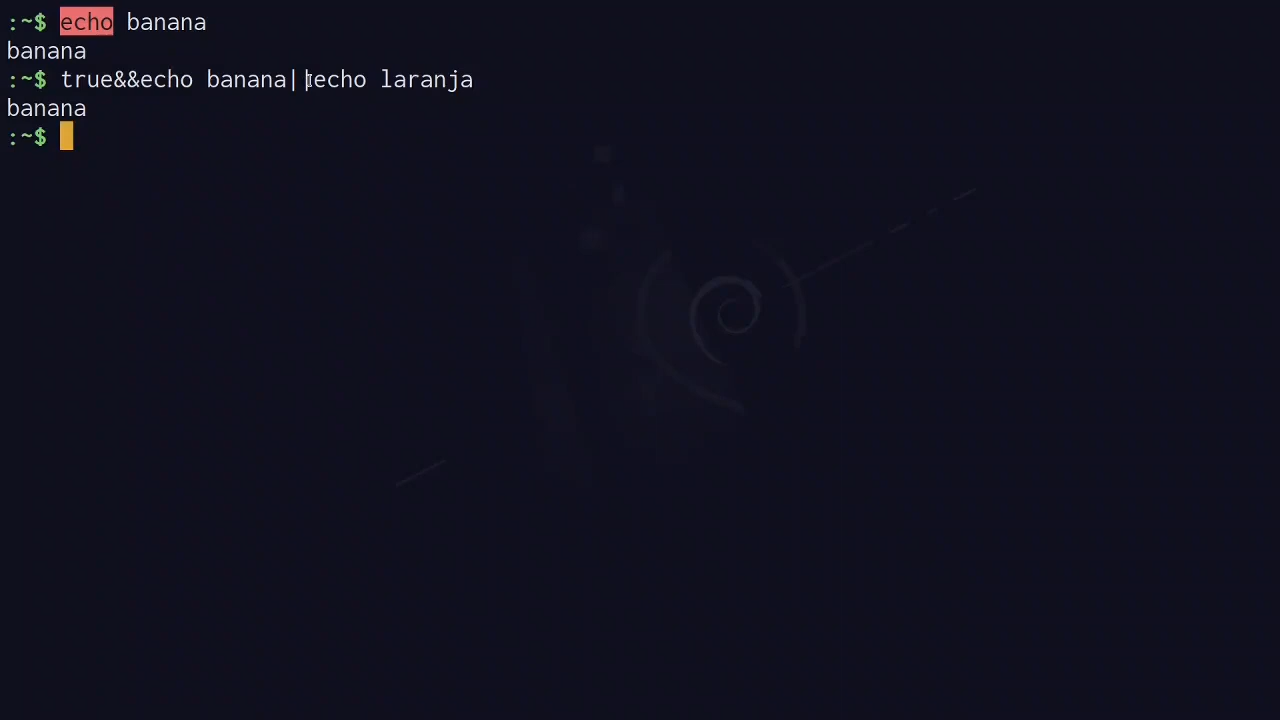 :~$ echo banana
banana
:~$ true&&echo banana||echo laranja
banana
:~$